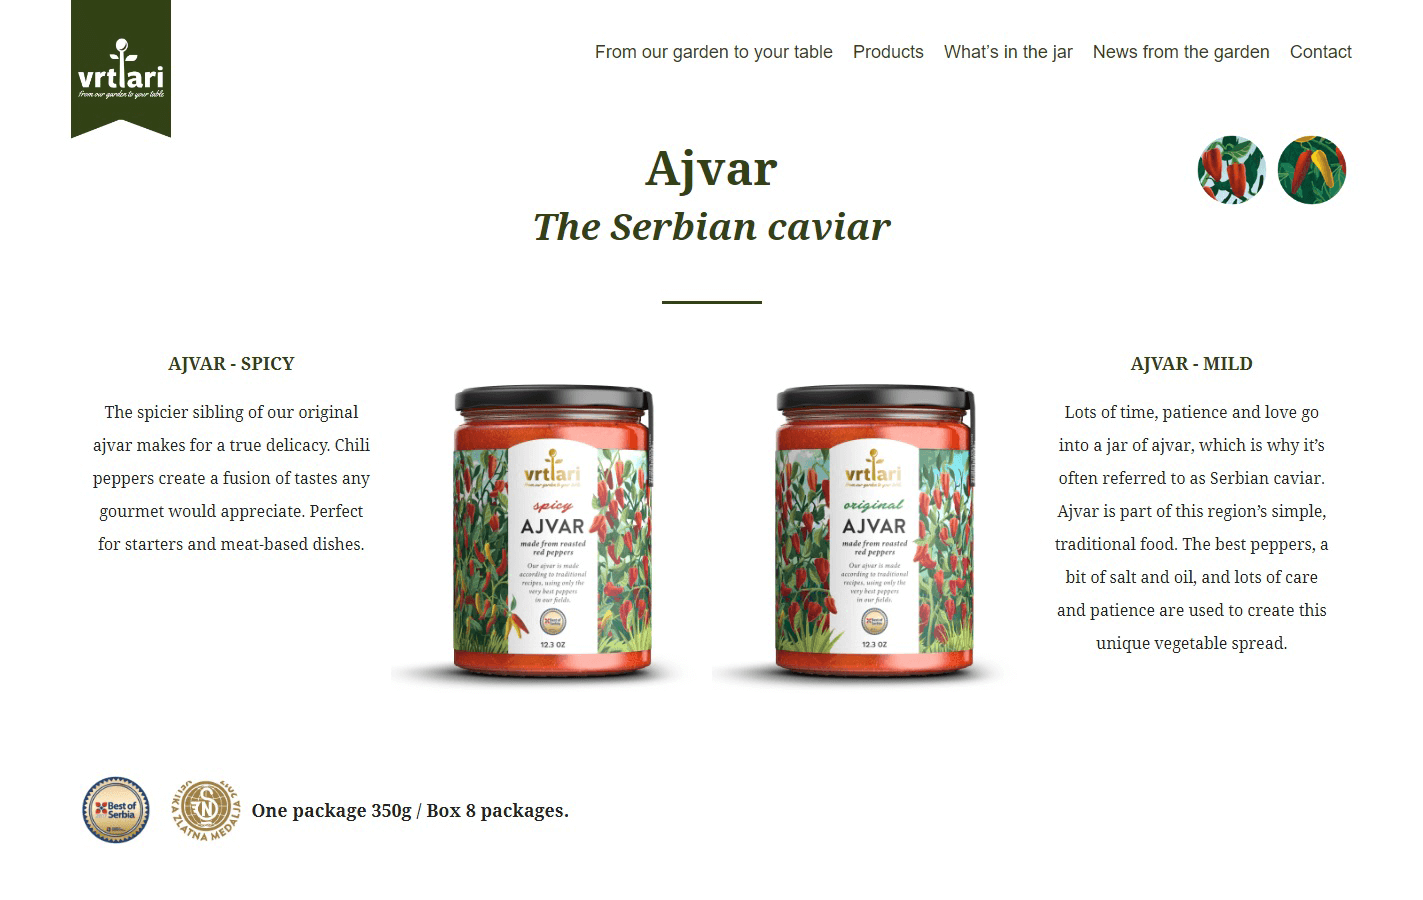 vrtlari
from our garden to your table
From our garden to your table
Products
What’s in the jar
News from the garden
Contact
Ajvar
The Serbian caviar
AJVAR - SPICY
The spicier sibling of our original
ajvar makes for a true delicacy. Chili
peppers create a fusion of tastes any
gourmet would appreciate. Perfect
for starters and meat-based dishes.
vrtlari
from our garden to your table
spicy
AJVAR
made from roasted
red peppers
Our ajvar is made
according to traditional
recipes, using only the
very best peppers
in our fields.
Best of
Serbia
12.3 OZ
vrtlari
from our garden to your table
original
AJVAR
made from roasted
red peppers
Our ajvar is made
according to traditional
recipes, using only the
very best peppers
in our fields.
Best of
Serbia
12.3 OZ
AJVAR - MILD
Lots of time, patience and love go
into a jar of ajvar, which is why it’s
often referred to as Serbian caviar.
Ajvar is part of this region’s simple,
traditional food. The best peppers, a
bit of salt and oil, and lots of care
and patience are used to create this
unique vegetable spread.
Best of
Serbia
ZLATNA MEDALJA
One package 350g / Box 8 packages.